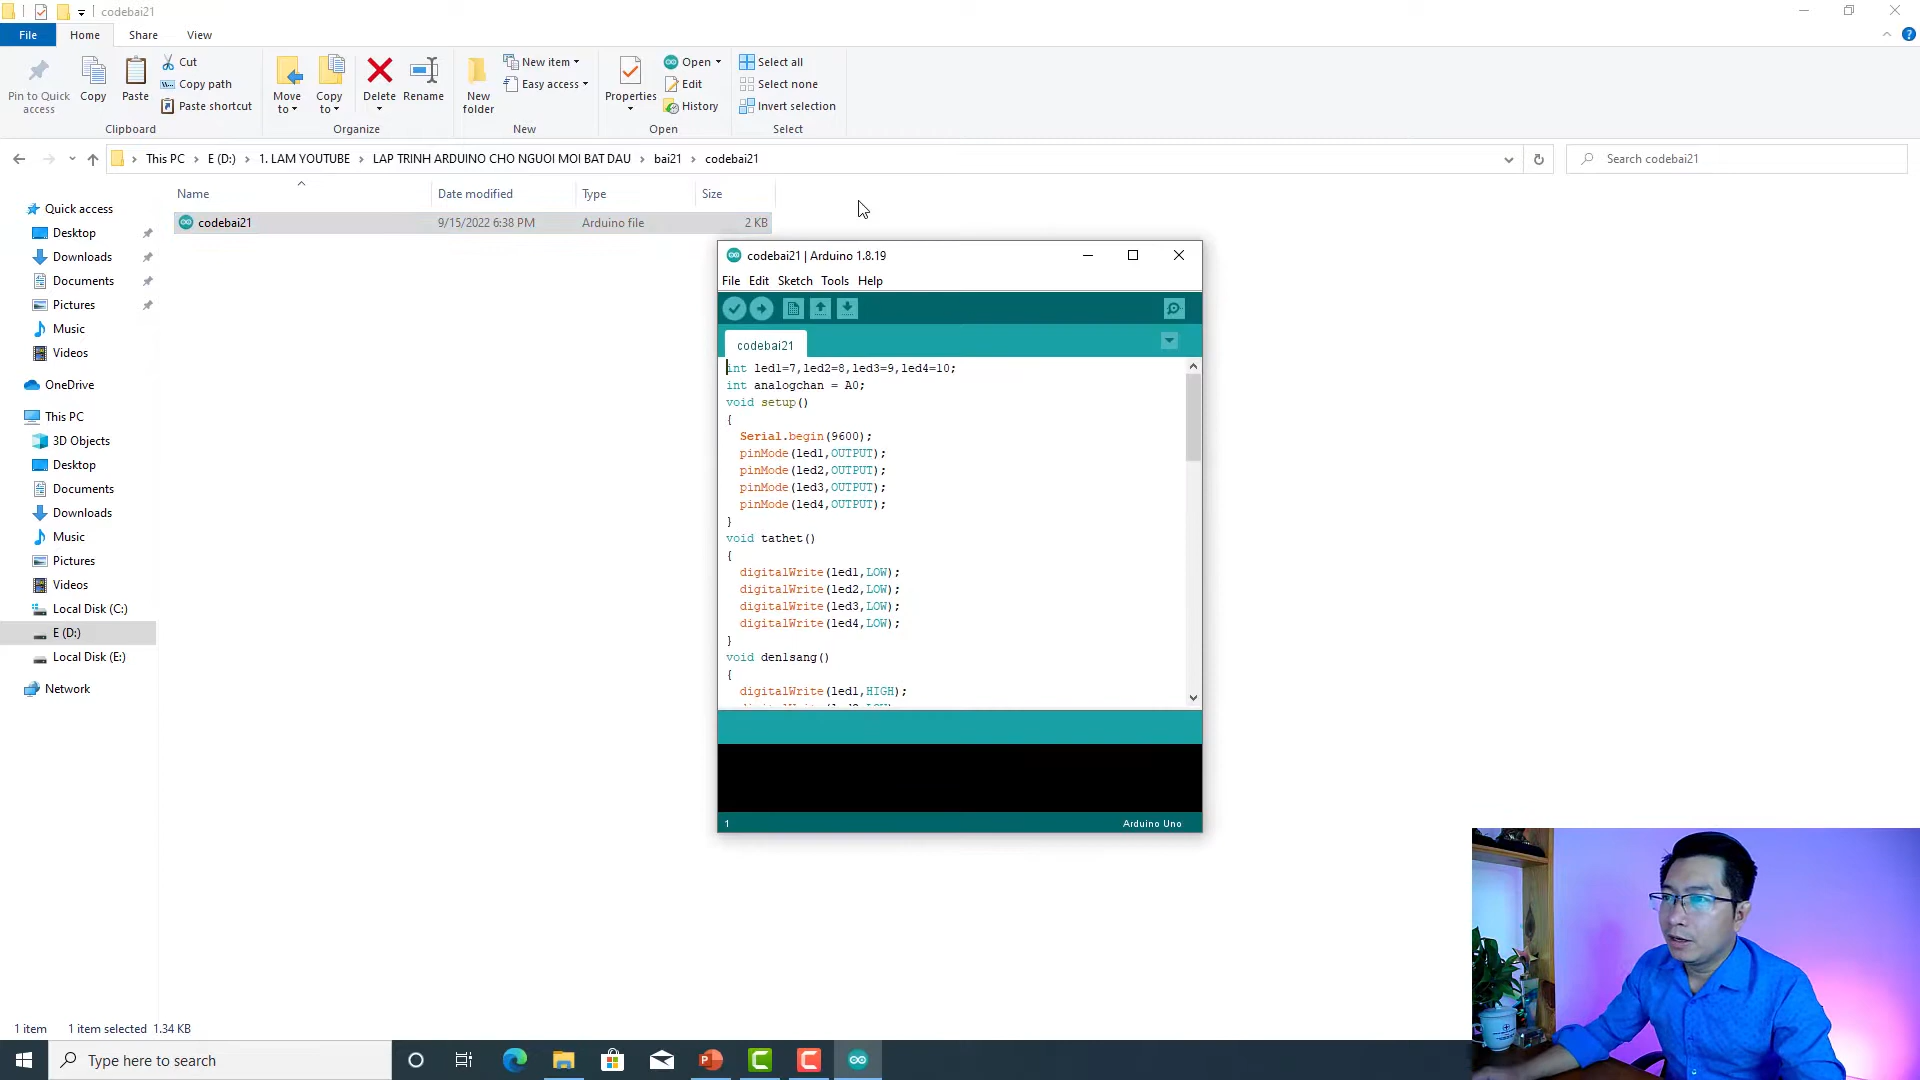 codebai21
File Home Share View
Pin to Quick access
Copy
Paste
Cut
Copy path
Paste shortcut
Clipboard
Move to
Copy to
Delete
Rename
Organize
New folder
New item
Easy access
New
Properties
Open
Edit
History
Open
Select all
Select none
Invert selection
Select
This PC > E (D:) > 1. LAM YOUTUBE > LAP TRINH ARDUINO CHO NGUOI MOI BAT DAU > bai21 > codebai21
Search codebai21
Name Date modified Type Size
codebai21 9/15/2022 6:38 PM Arduino file 2 KB
Quick access
Desktop
Downloads
Documents
Pictures
Music
Videos
OneDrive
This PC
3D Objects
Desktop
Documents
Downloads
Music
Pictures
Videos
Local Disk (C:)
E (D:)
Local Disk (E:)
Network
codebai21 | Arduino 1.8.19
File Edit Sketch Tools Help
codebai21
int led1=7,led2=8,led3=9,led4=10;
int analogchan = A0;
void setup()
{
Serial.begin(9600);
pinMode(led1,OUTPUT);
pinMode(led2,OUTPUT);
pinMode(led3,OUTPUT);
pinMode(led4,OUTPUT);
}
void tathet()
{
digitalWrite(led1,LOW);
digitalWrite(led2,LOW);
digitalWrite(led3,LOW);
digitalWrite(led4,LOW);
}
void den1sang()
{
digitalWrite(led1,HIGH);
1 Arduino Uno
1 item 1 item selected 1.34 KB
Type here to search